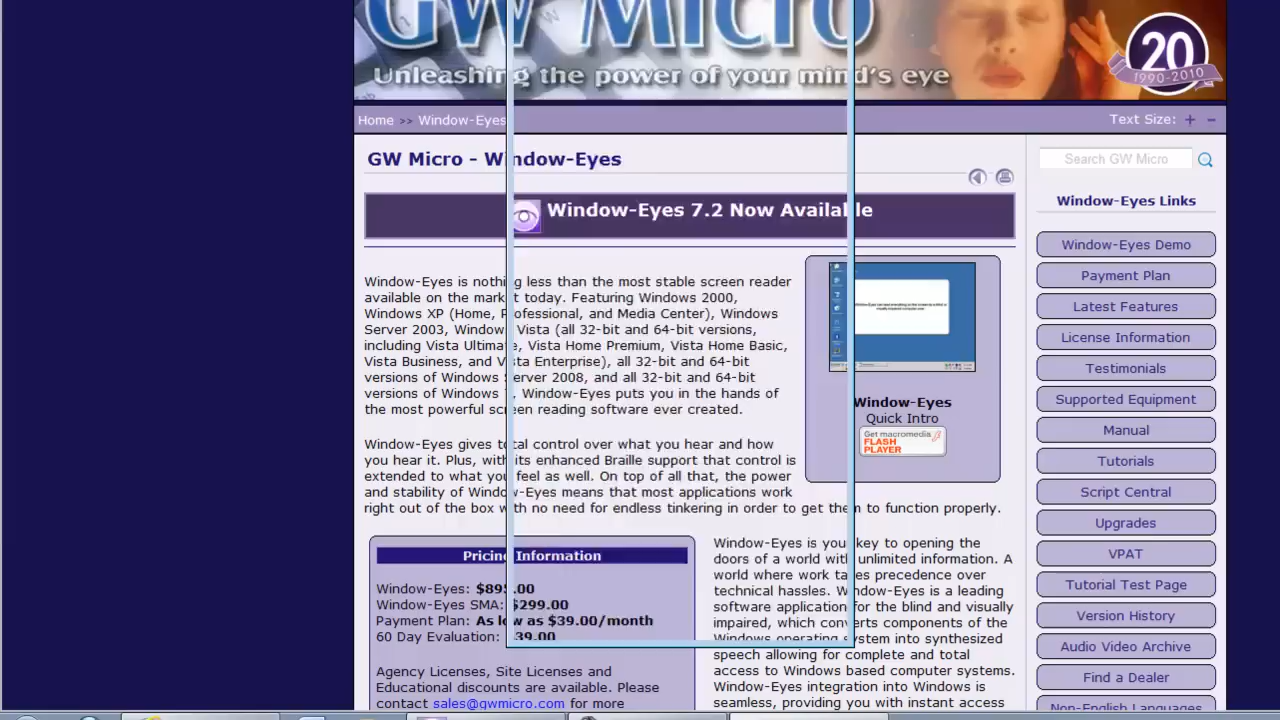 GW Micro
Unleashing the power of your mind's eye
20
1990-2010
Home >> Window-Eyes
Text Size: + -
GW Micro - Window-Eyes
Window-Eyes 7.2 Now Available
Window-Eyes is nothing less than the most stable screen reader
available on the market today. Featuring Windows 2000,
Windows XP (Home, Professional, and Media Center), Windows
Server 2003, Windows Vista (all 32-bit and 64-bit versions,
including Vista Ultimate, Vista Home Premium, Vista Home Basic,
Vista Business, and Vista Enterprise), all 32-bit and 64-bit
versions of Windows Server 2008, and all 32-bit and 64-bit
versions of Windows 7, Window-Eyes puts you in the hands of
the most powerful screen reading software ever created.
Window-Eyes gives total control over what you hear and how
you hear it. Plus, with its enhanced Braille support that control is
extended to what you feel as well. On top of all that, the power
and stability of Window-Eyes means that most applications work
right out of the box with no need for endless tinkering in order to get them to function properly.
Window-Eyes
Quick Intro
Get macromedia
FLASH
PLAYER
Pricing Information
Window-Eyes: $895.00
Window-Eyes SMA: $299.00
Payment Plan: As low as $39.00/month
60 Day Evaluation: $39.00
Agency Licenses, Site Licenses and
Educational discounts are available. Please
contact sales@gwmicro.com for more
Window-Eyes is your key to opening the
doors of a world with unlimited information. A
world where work takes precedence over
technical hassles. Window-Eyes is a leading
software application for the blind and visually
impaired, which converts components of the
Windows operating system into synthesized
speech allowing for complete and total
access to Windows based computer systems.
Window-Eyes integration into Windows is
seamless, providing you with instant access
Search GW Micro
Window-Eyes Links
Window-Eyes Demo
Payment Plan
Latest Features
License Information
Testimonials
Supported Equipment
Manual
Tutorials
Script Central
Upgrades
VPAT
Tutorial Test Page
Version History
Audio Video Archive
Find a Dealer
Non-English Languages